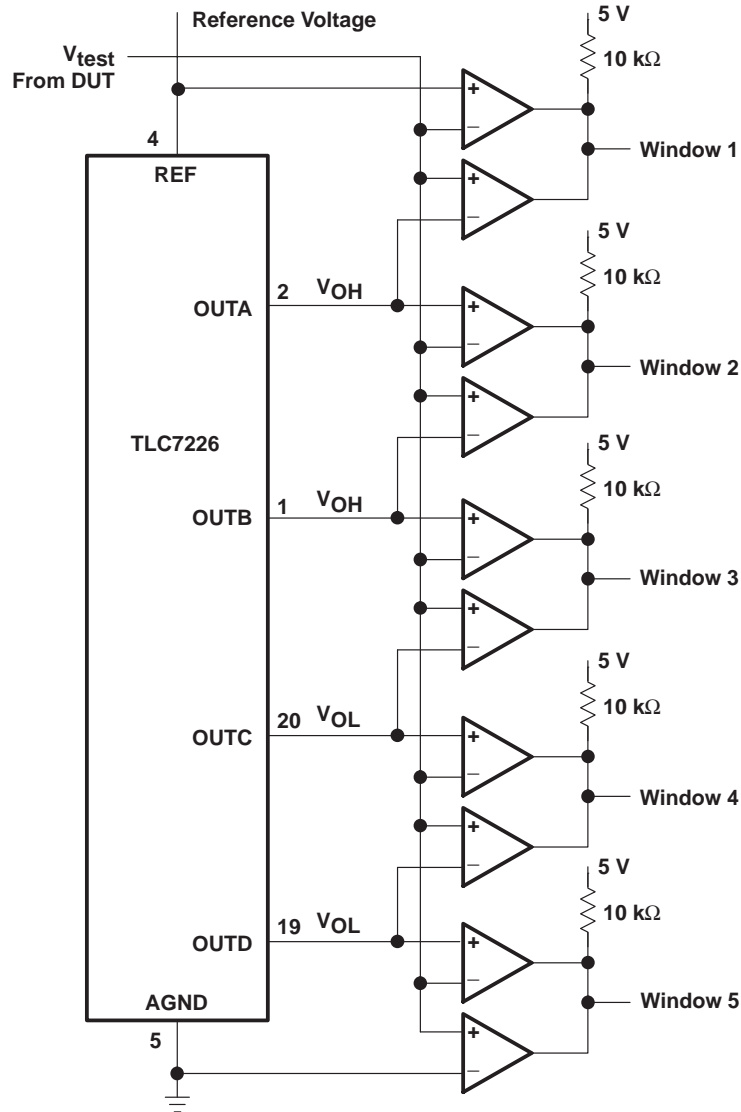 Reference Voltage
Vtest
From DUT
4
REF
5 V
10 kΩ
+
−
Window 1
+
−
5 V
10 kΩ
OUTA
2
VOH
+
−
Window 2
+
−
TLC7226
5 V
10 kΩ
OUTB
1
VOH
+
−
Window 3
+
−
5 V
10 kΩ
OUTC
20
VOL
+
−
Window 4
+
−
5 V
10 kΩ
OUTD
19
VOL
+
−
Window 5
+
−
AGND
5